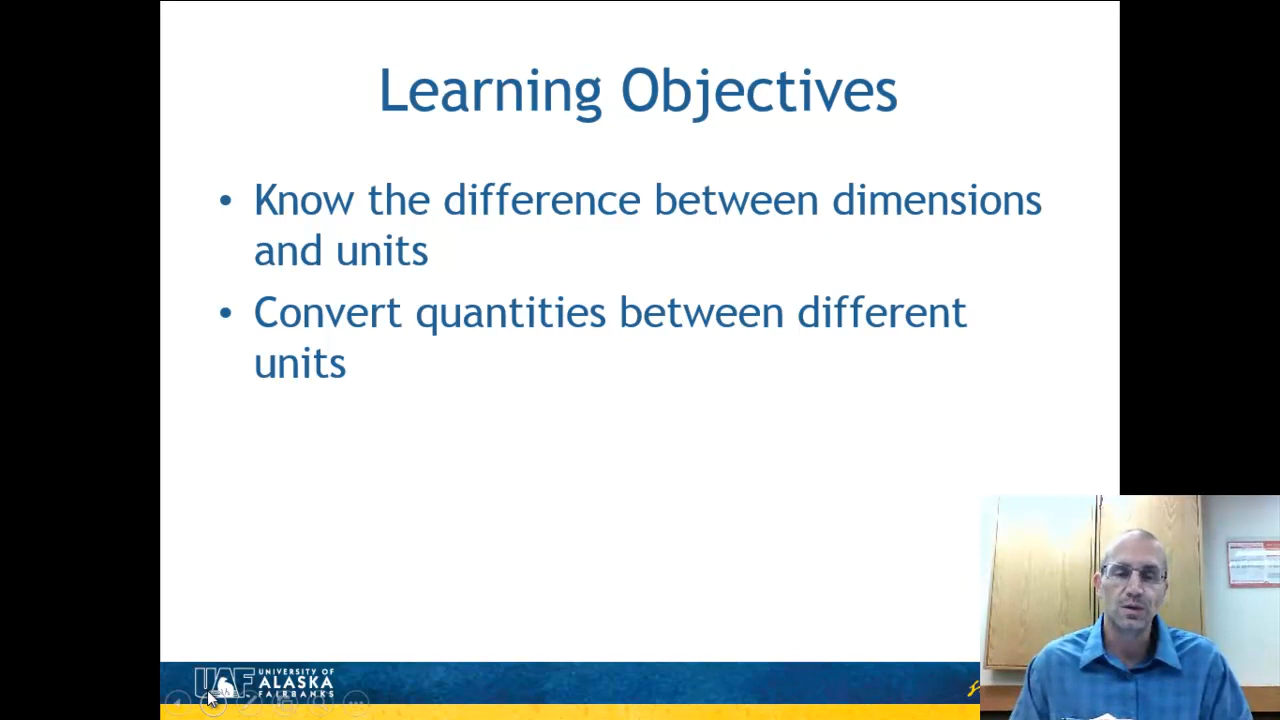 Learning Objectives
• Know the difference between dimensions
and units
• Convert quantities between different
units
UAF UNIVERSITY OF
ALASKA
FAIRBANKS